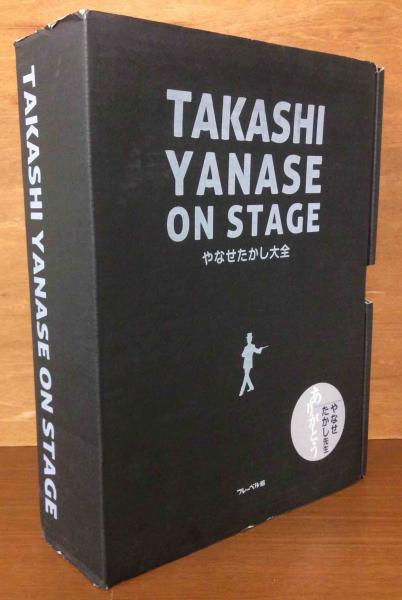 TAKASHI
YANASE
ON STAGE
やなせたかし大全
やなせ
たかし先生
ありがとう
フレーベル館
TAKASHI YANASE ON STAGE